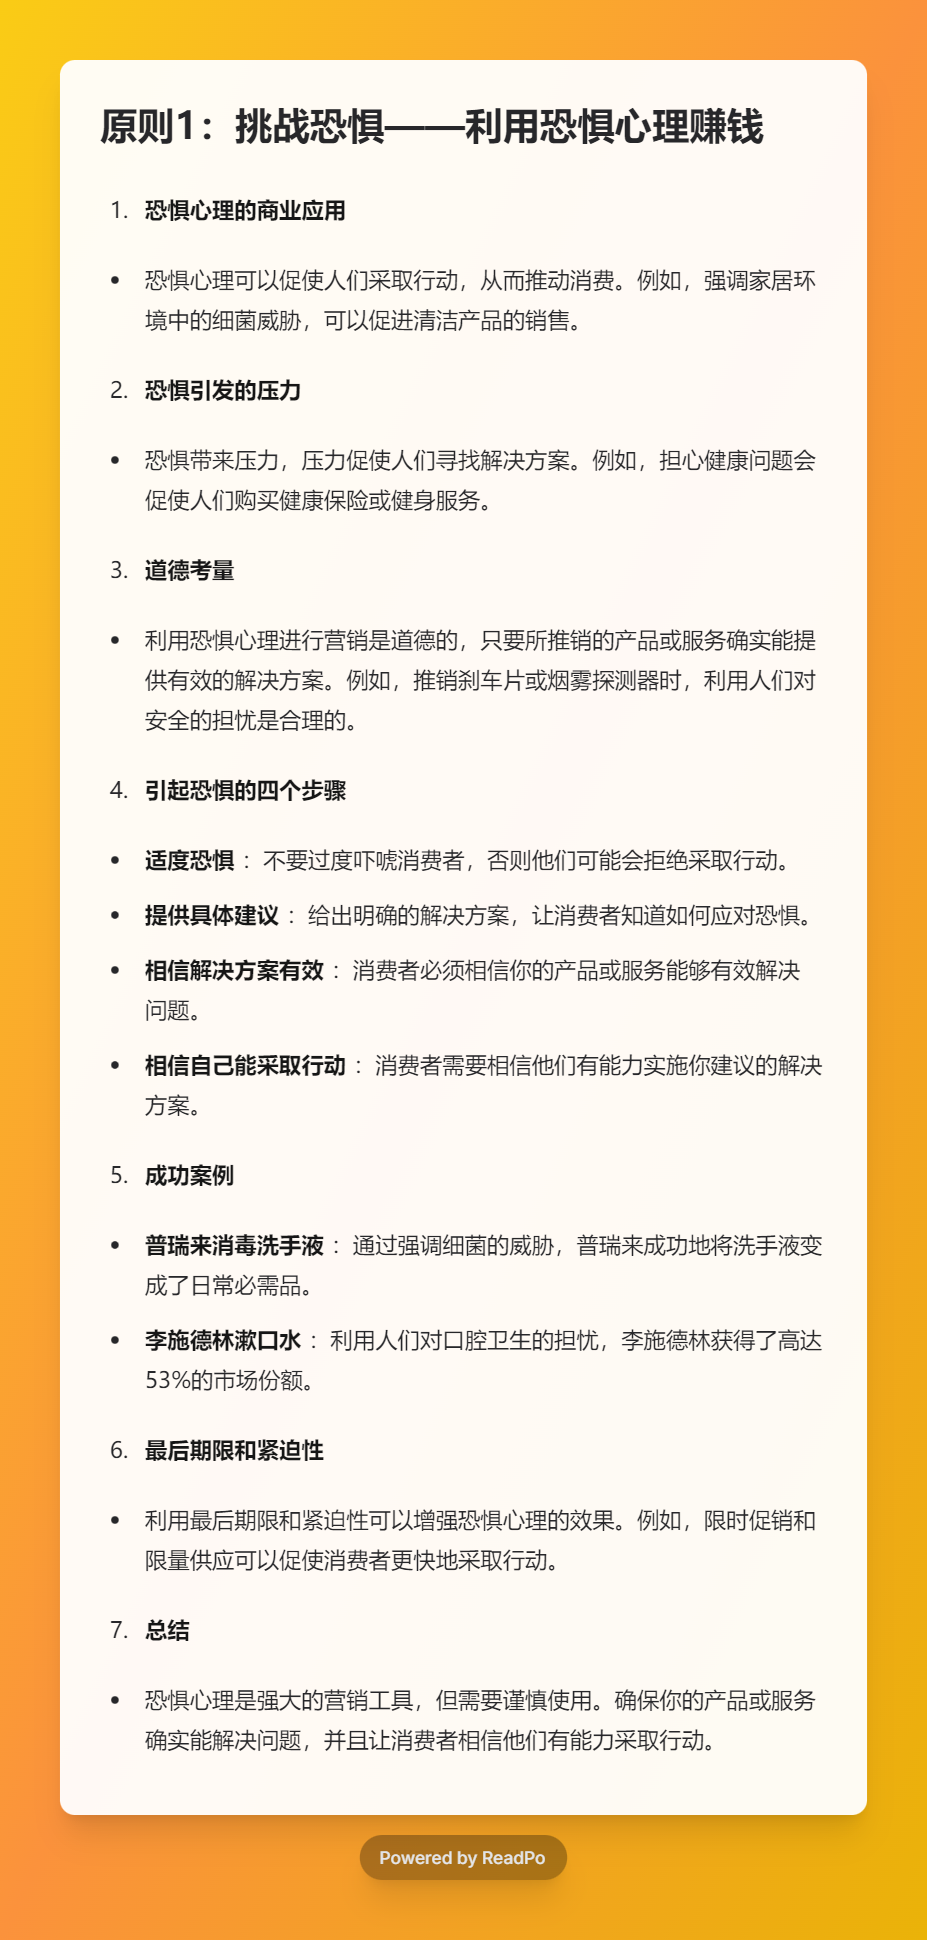 原则1：挑战恐惧——利用恐惧心理赚钱
1. 恐惧心理的商业应用
• 恐惧心理可以促使人们采取行动，从而推动消费。例如，强调家居环
境中的细菌威胁，可以促进清洁产品的销售。
2. 恐惧引发的压力
• 恐惧带来压力，压力促使人们寻找解决方案。例如，担心健康问题会
促使人们购买健康保险或健身服务。
3. 道德考量
• 利用恐惧心理进行营销是道德的，只要所推销的产品或服务确实能提
供有效的解决方案。例如，推销刹车片或烟雾探测器时，利用人们对
安全的担忧是合理的。
4. 引起恐惧的四个步骤
• 适度恐惧 ：不要过度吓唬消费者，否则他们可能会拒绝采取行动。
• 提供具体建议 ：给出明确的解决方案，让消费者知道如何应对恐惧。
• 相信解决方案有效 ：消费者必须相信你的产品或服务能够有效解决
问题。
• 相信自己能采取行动 ：消费者需要相信他们有能力实施你建议的解决
方案。
5. 成功案例
• 普瑞来消毒洗手液 ：通过强调细菌的威胁，普瑞来成功地将洗手液变
成了日常必需品。
• 李施德林漱口水 ：利用人们对口腔卫生的担忧，李施德林获得了高达
53%的市场份额。
6. 最后期限和紧迫性
• 利用最后期限和紧迫性可以增强恐惧心理的效果。例如，限时促销和
限量供应可以促使消费者更快地采取行动。
7. 总结
• 恐惧心理是强大的营销工具，但需要谨慎使用。确保你的产品或服务
确实能解决问题，并且让消费者相信他们有能力采取行动。
Powered by ReadPo